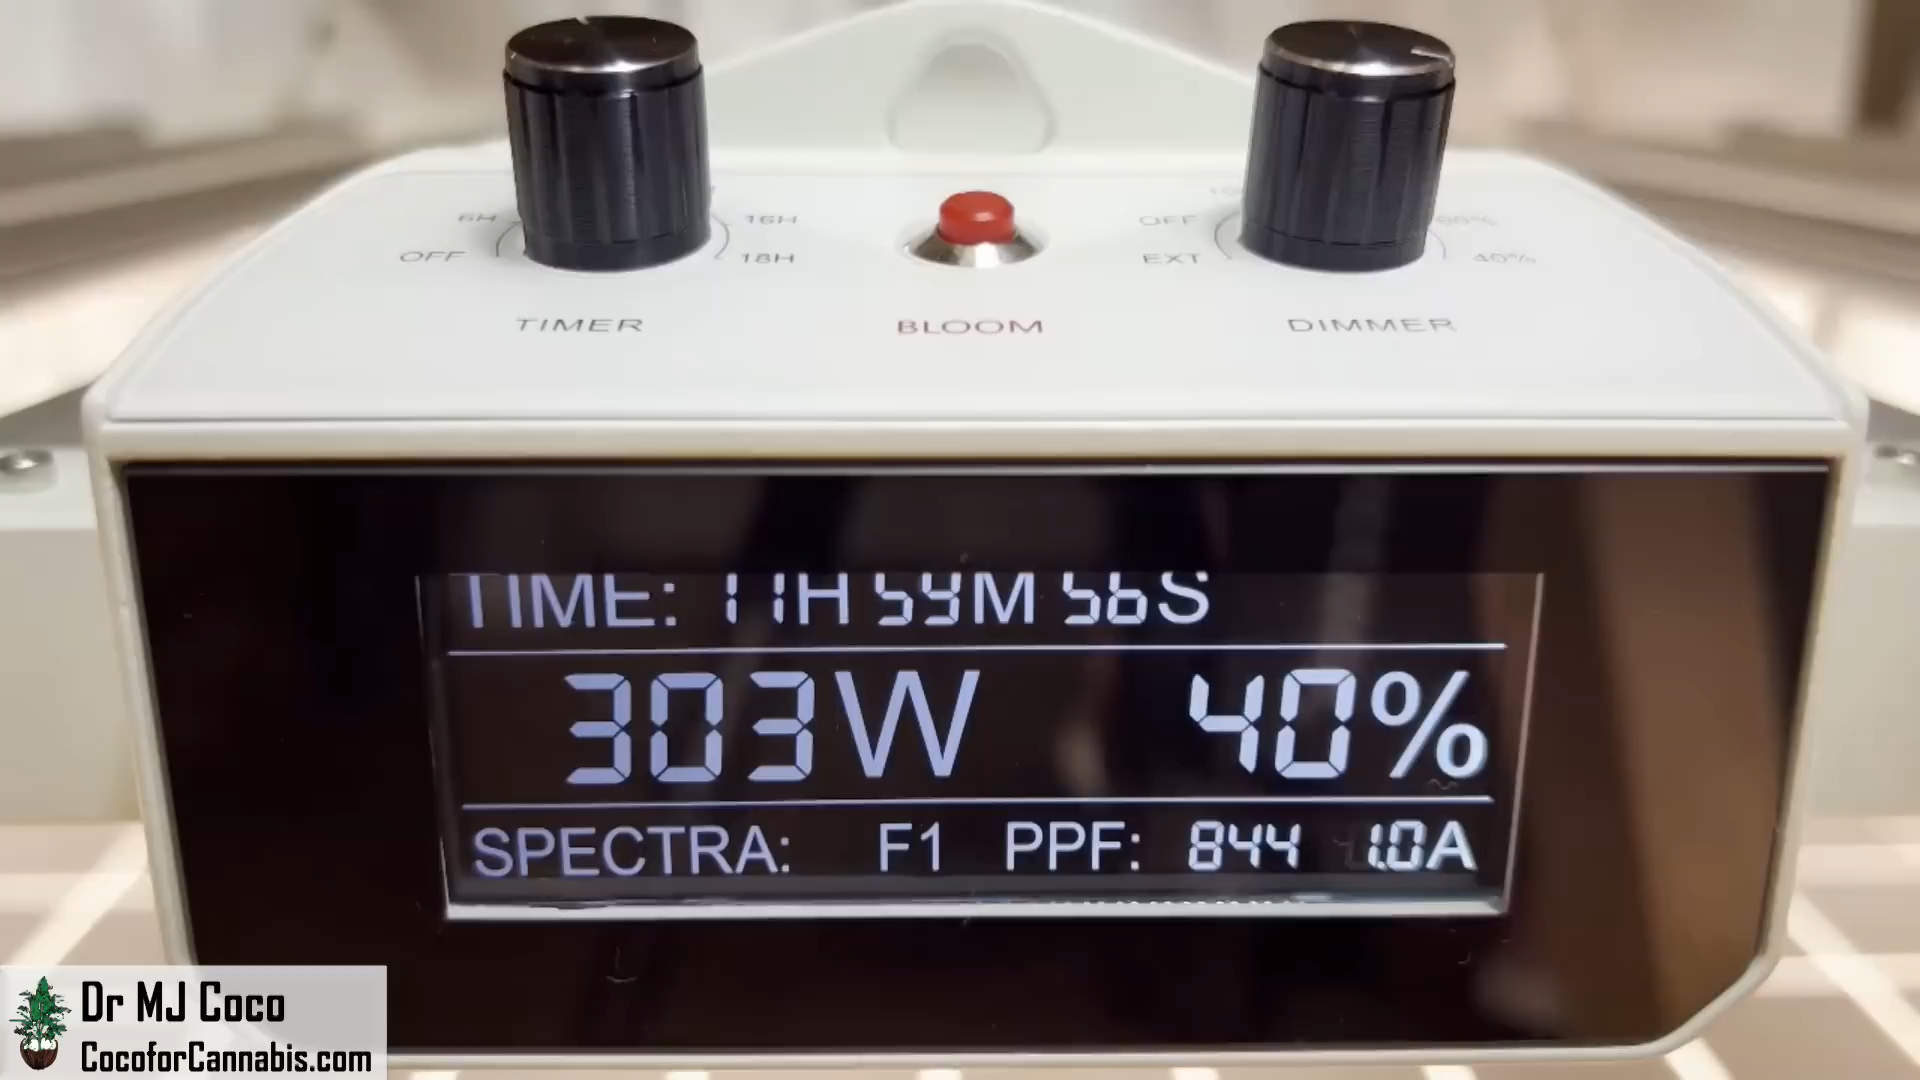 6H 16H
OFF 18H
TIMER
BLOOM
OFF
EXT 40%
DIMMER
TIME: 11H 59M 56S
303W 40%
SPECTRA: F1 PPF: 844 1.0A
Dr MJ Coco
CocoforCannabis.com